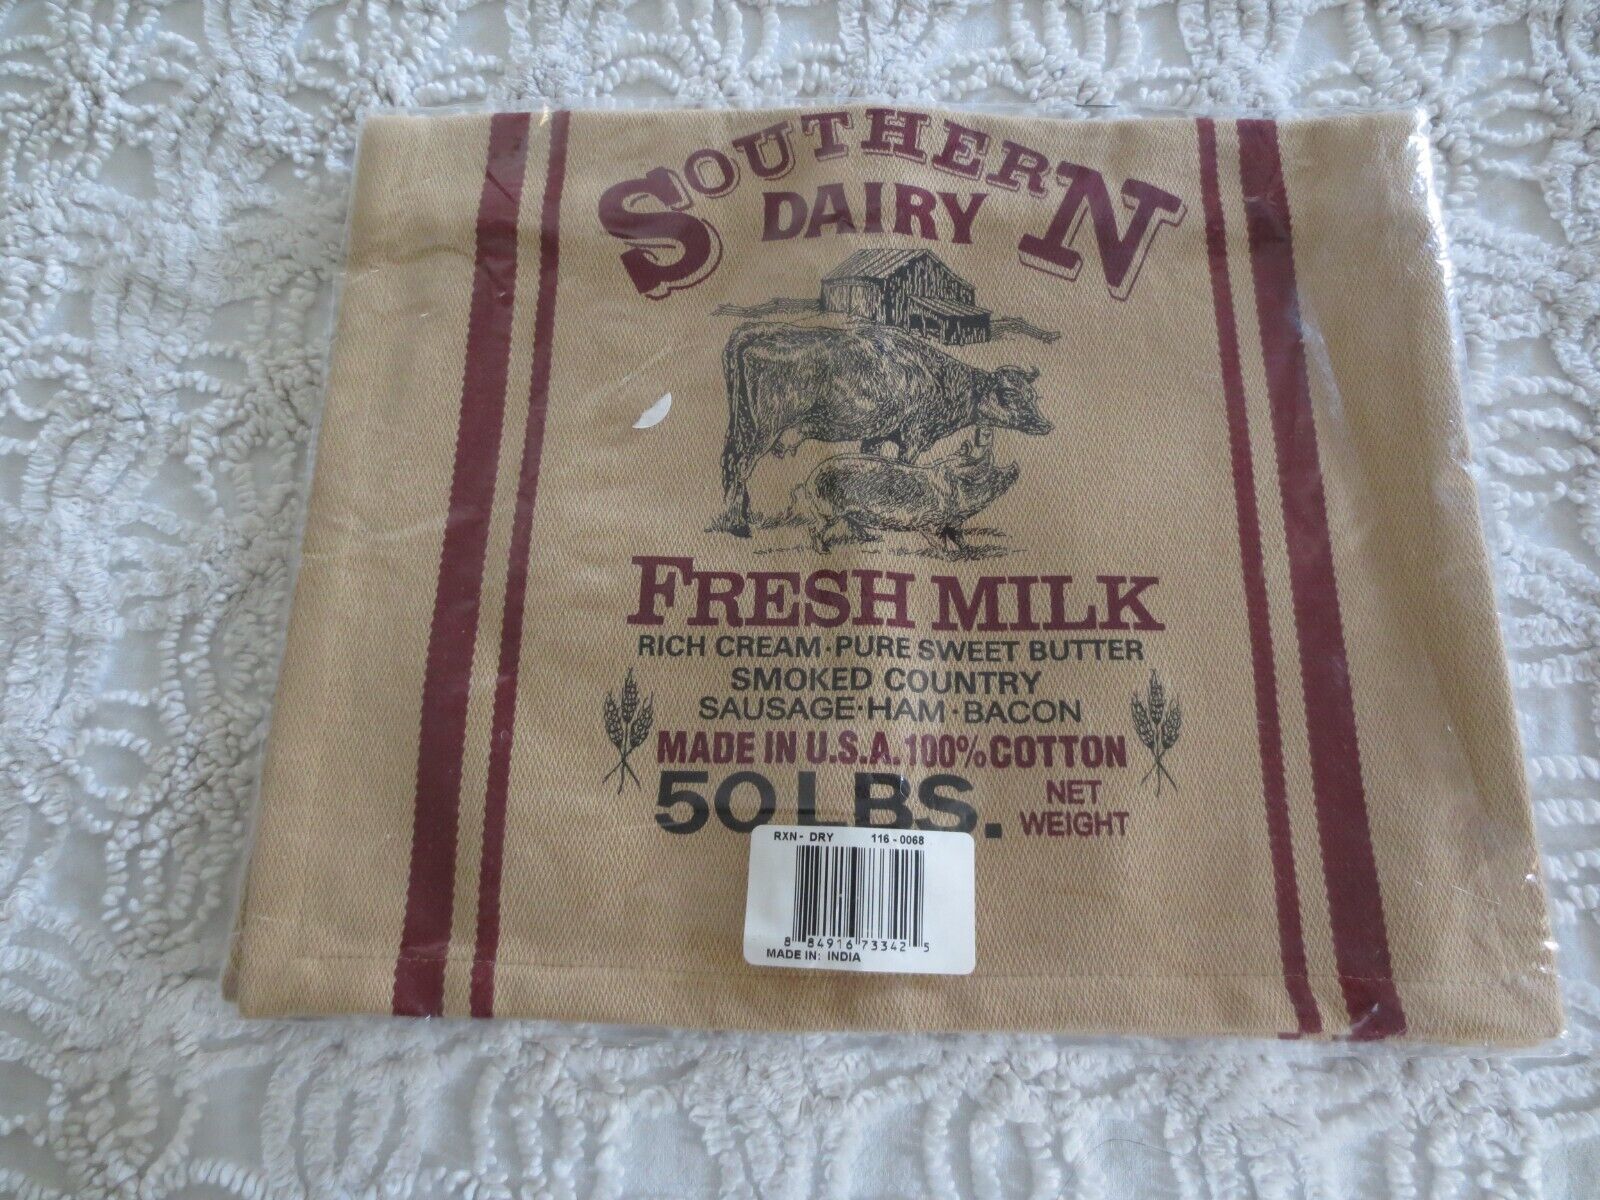 SOUTHERN
DAIRY
FRESH MILK
RICH CREAM·PURE SWEET BUTTER
SMOKED COUNTRY
SAUSAGE·HAM·BACON
MADE IN U.S.A. 100% COTTON
50 LBS. NET WEIGHT
RXN- DRY 116-0068
8 84916 73342 5
MADE IN: INDIA